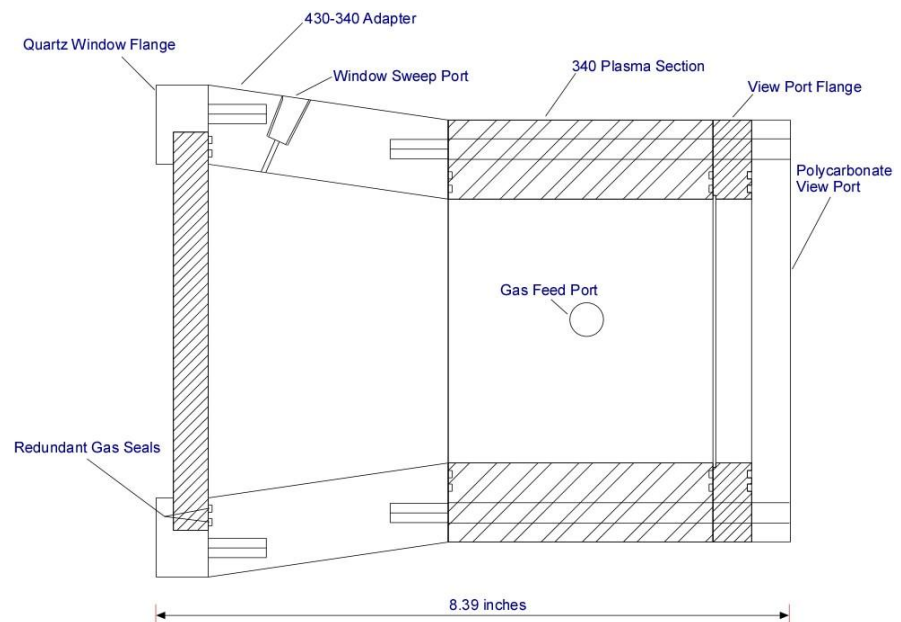 430-340 Adapter
Quartz Window Flange
Window Sweep Port
340 Plasma Section
View Port Flange
Polycarbonate
View Port
Gas Feed Port
Redundant Gas Seals
8.39 inches